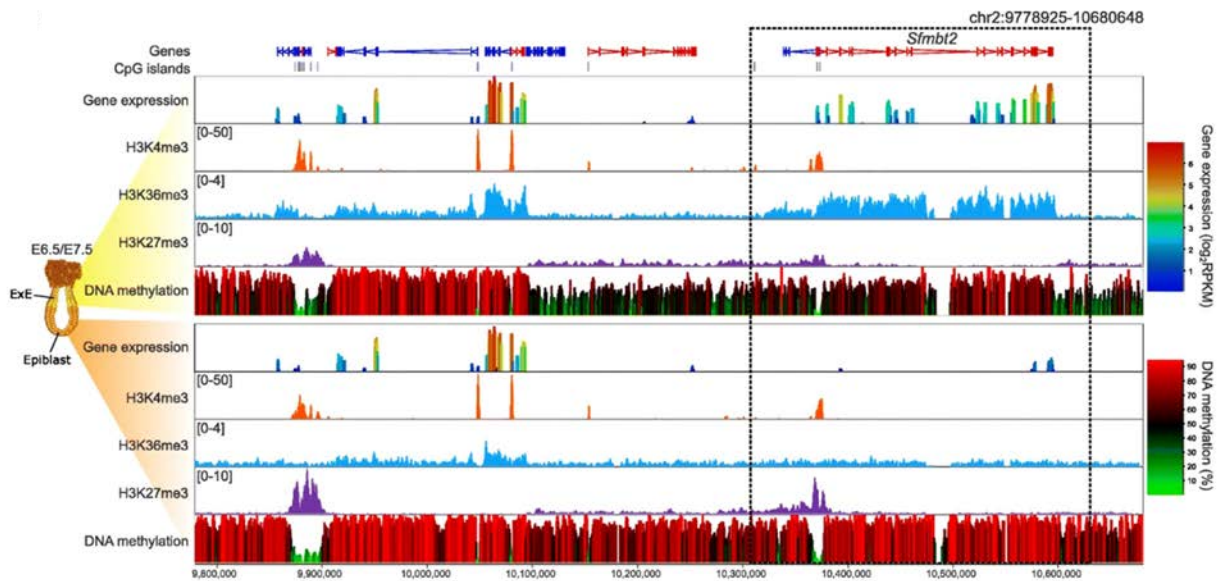 chr2:9778925-10680648
Sfmbt2
Genes
CpG islands
Gene expression
[0-50]
H3K4me3
[0-4]
H3K36me3
[0-10]
H3K27me3
DNA methylation
E6.5/E7.5
ExE
Epiblast
Gene expression
[0-50]
H3K4me3
[0-4]
H3K36me3
[0-10]
H3K27me3
DNA methylation
9,800,000 9,900,000 10,000,000 10,100,000 10,200,000 10,300,000 10,400,000 10,500,000 10,600,000
6
5
4
3
2
1
Gene expression (log2RPKM)
90
80
70
60
50
40
30
20
10
DNA methylation (%)